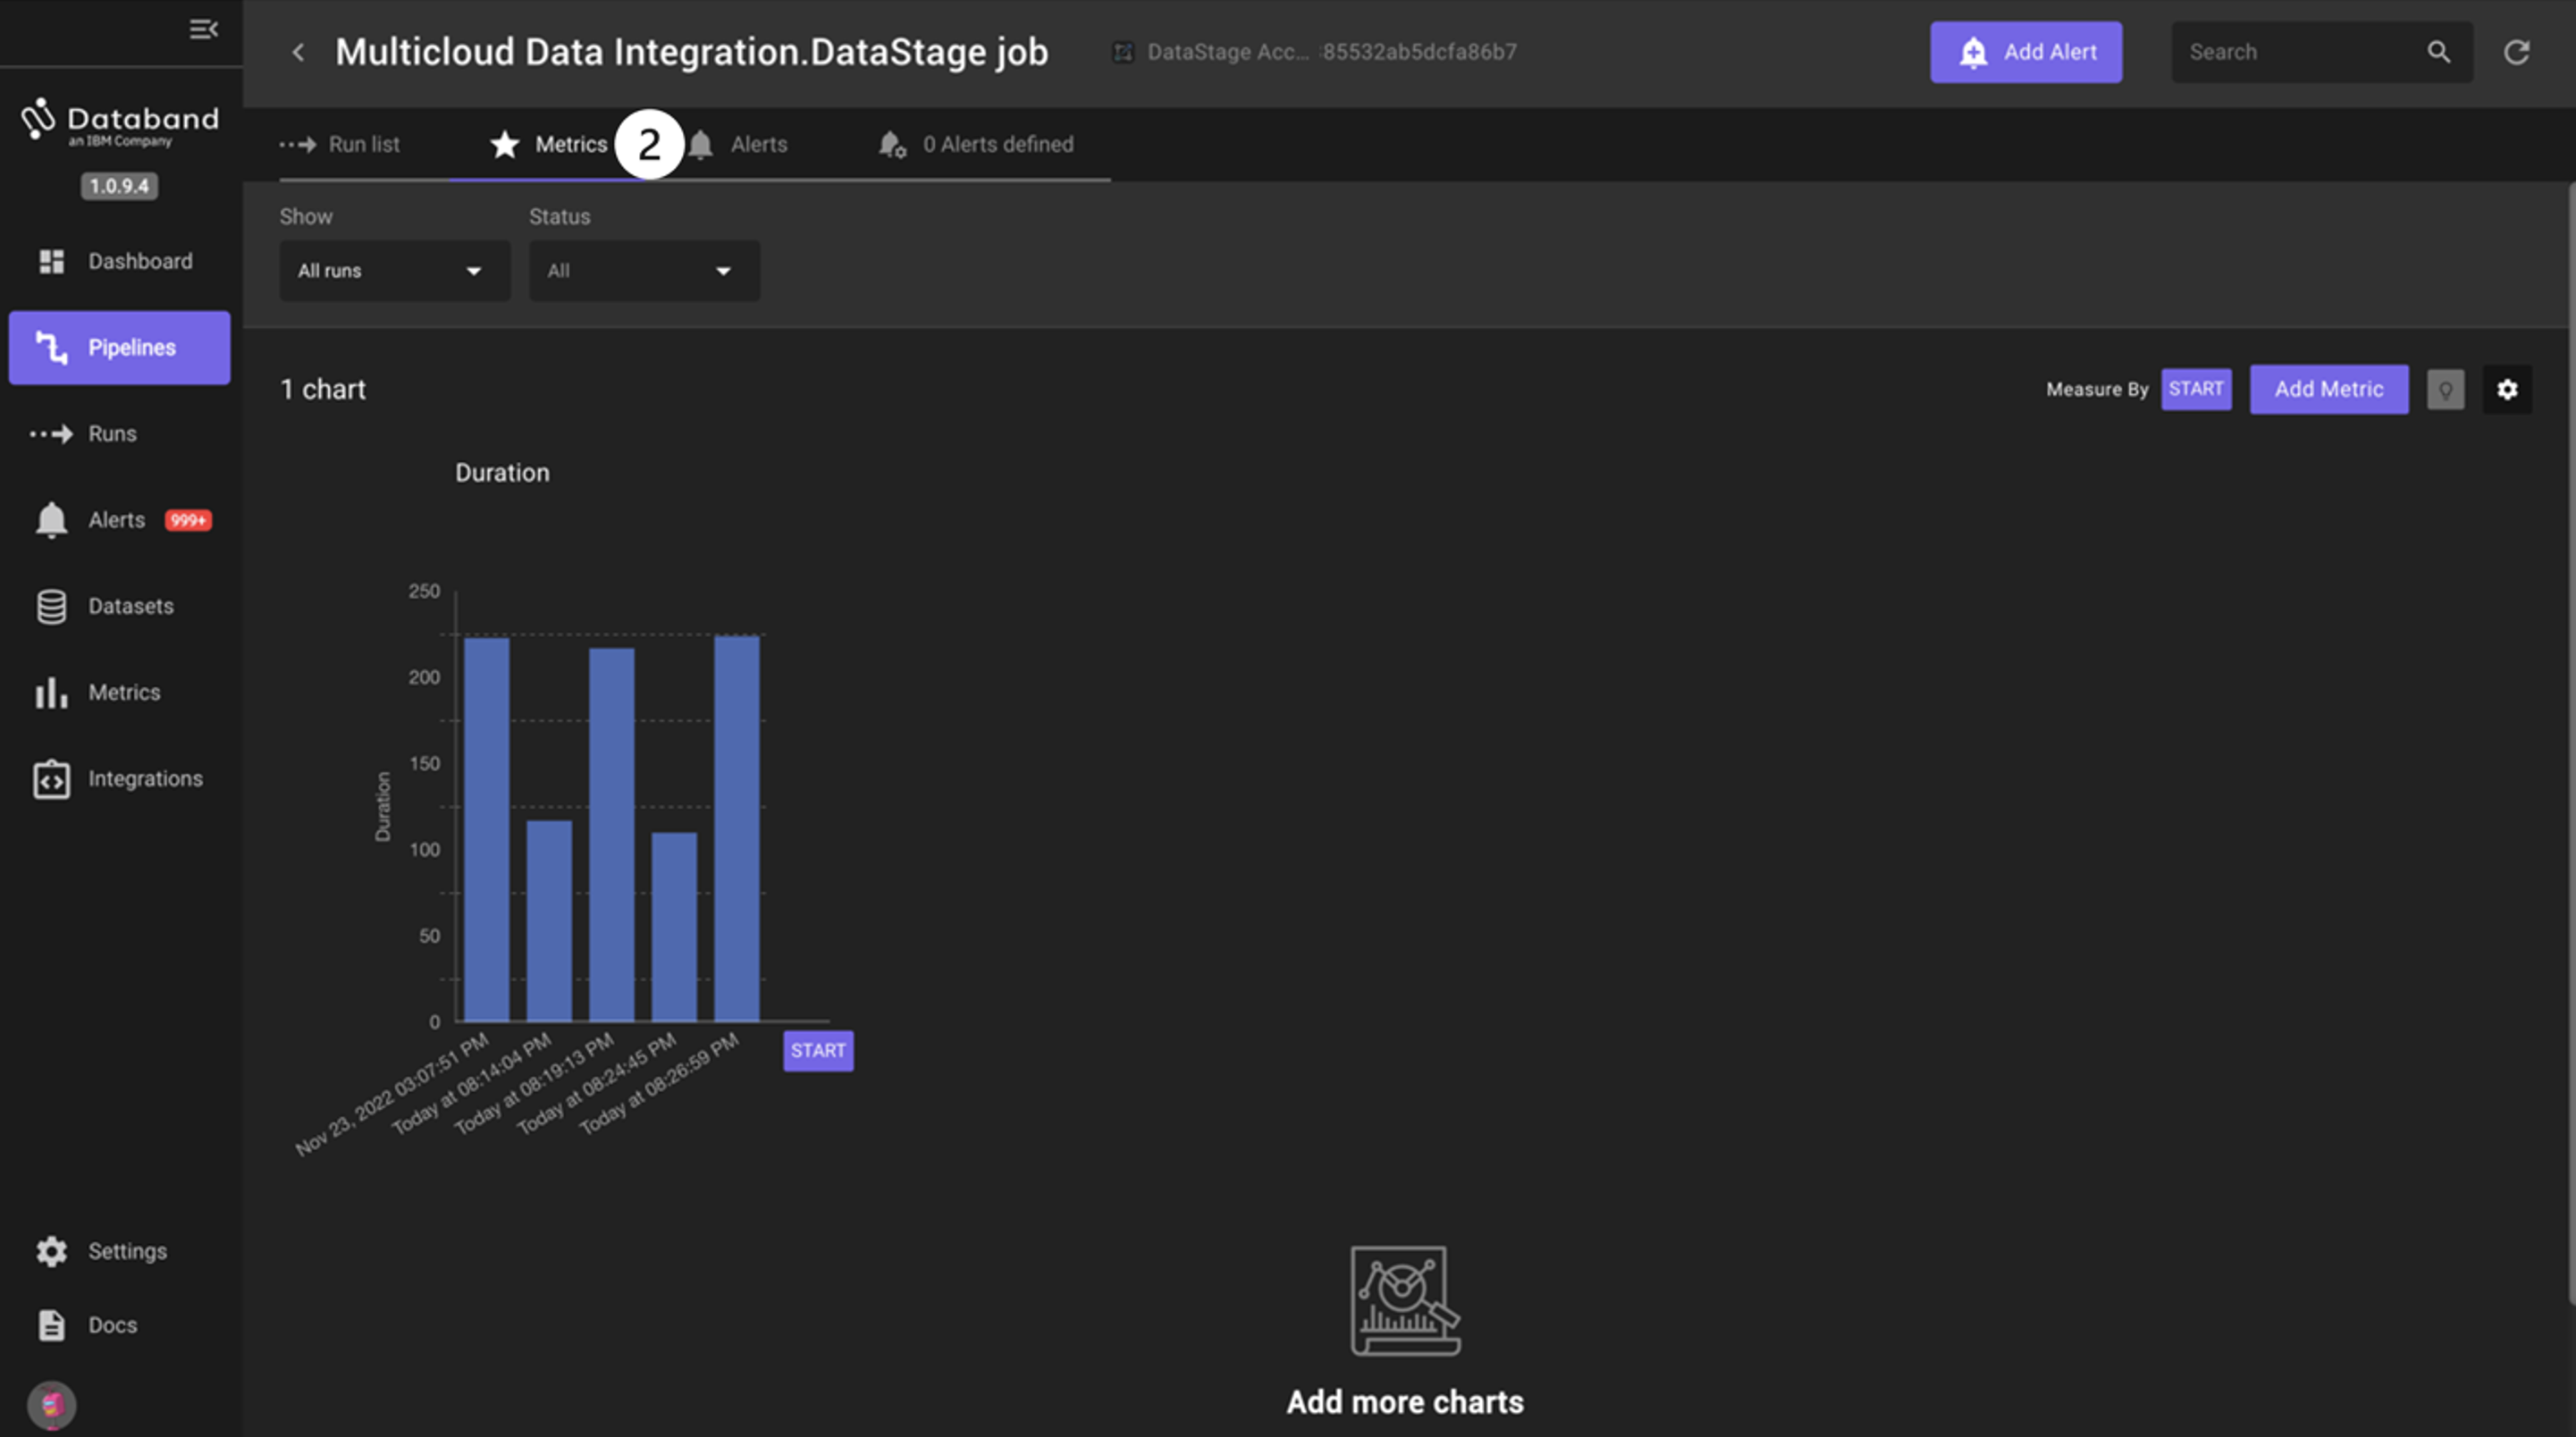 Multicloud Data Integration.DataStage job
DataStage Acc... :85532ab5dcfa86b7
Add Alert
Search
Databand
an IBM Company
1.0.9.4
Dashboard
Pipelines
Runs
Alerts 999+
Datasets
Metrics
Integrations
Settings
Docs
Run list
Metrics
2
Alerts
0 Alerts defined
Show
Status
All runs
All
1 chart
Measure By START
Add Metric
Duration
250
200
150
100
50
0
Duration
Nov 23, 2022 03:07:51 PM
Today at 08:14:04 PM
Today at 08:19:13 PM
Today at 08:24:45 PM
Today at 08:26:59 PM
START
Add more charts